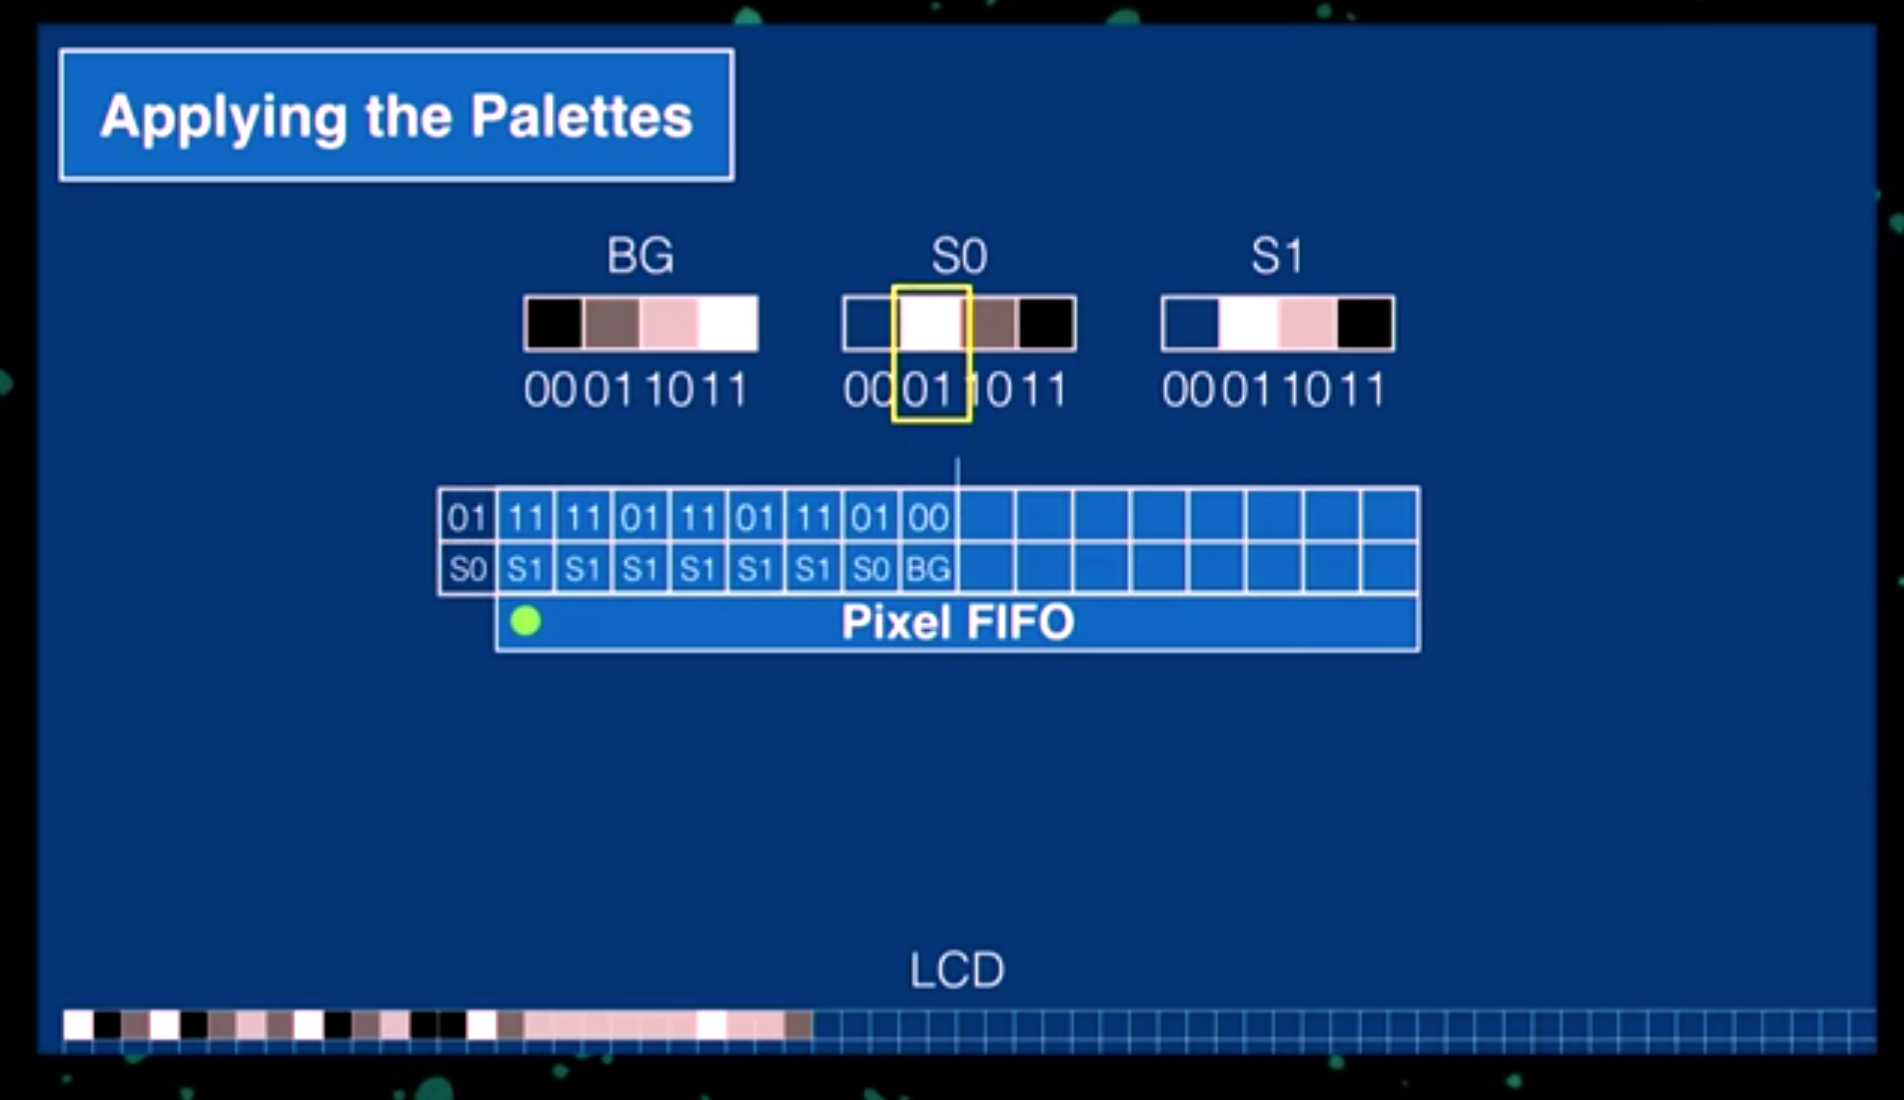 Applying the Palettes
BG S0 S1
00 01 10 11 00 01 10 11 00 01 10 11
01 11 11 01 11 01 11 01 00
S0 S1 S1 S1 S1 S1 S1 S0 BG
Pixel FIFO
LCD